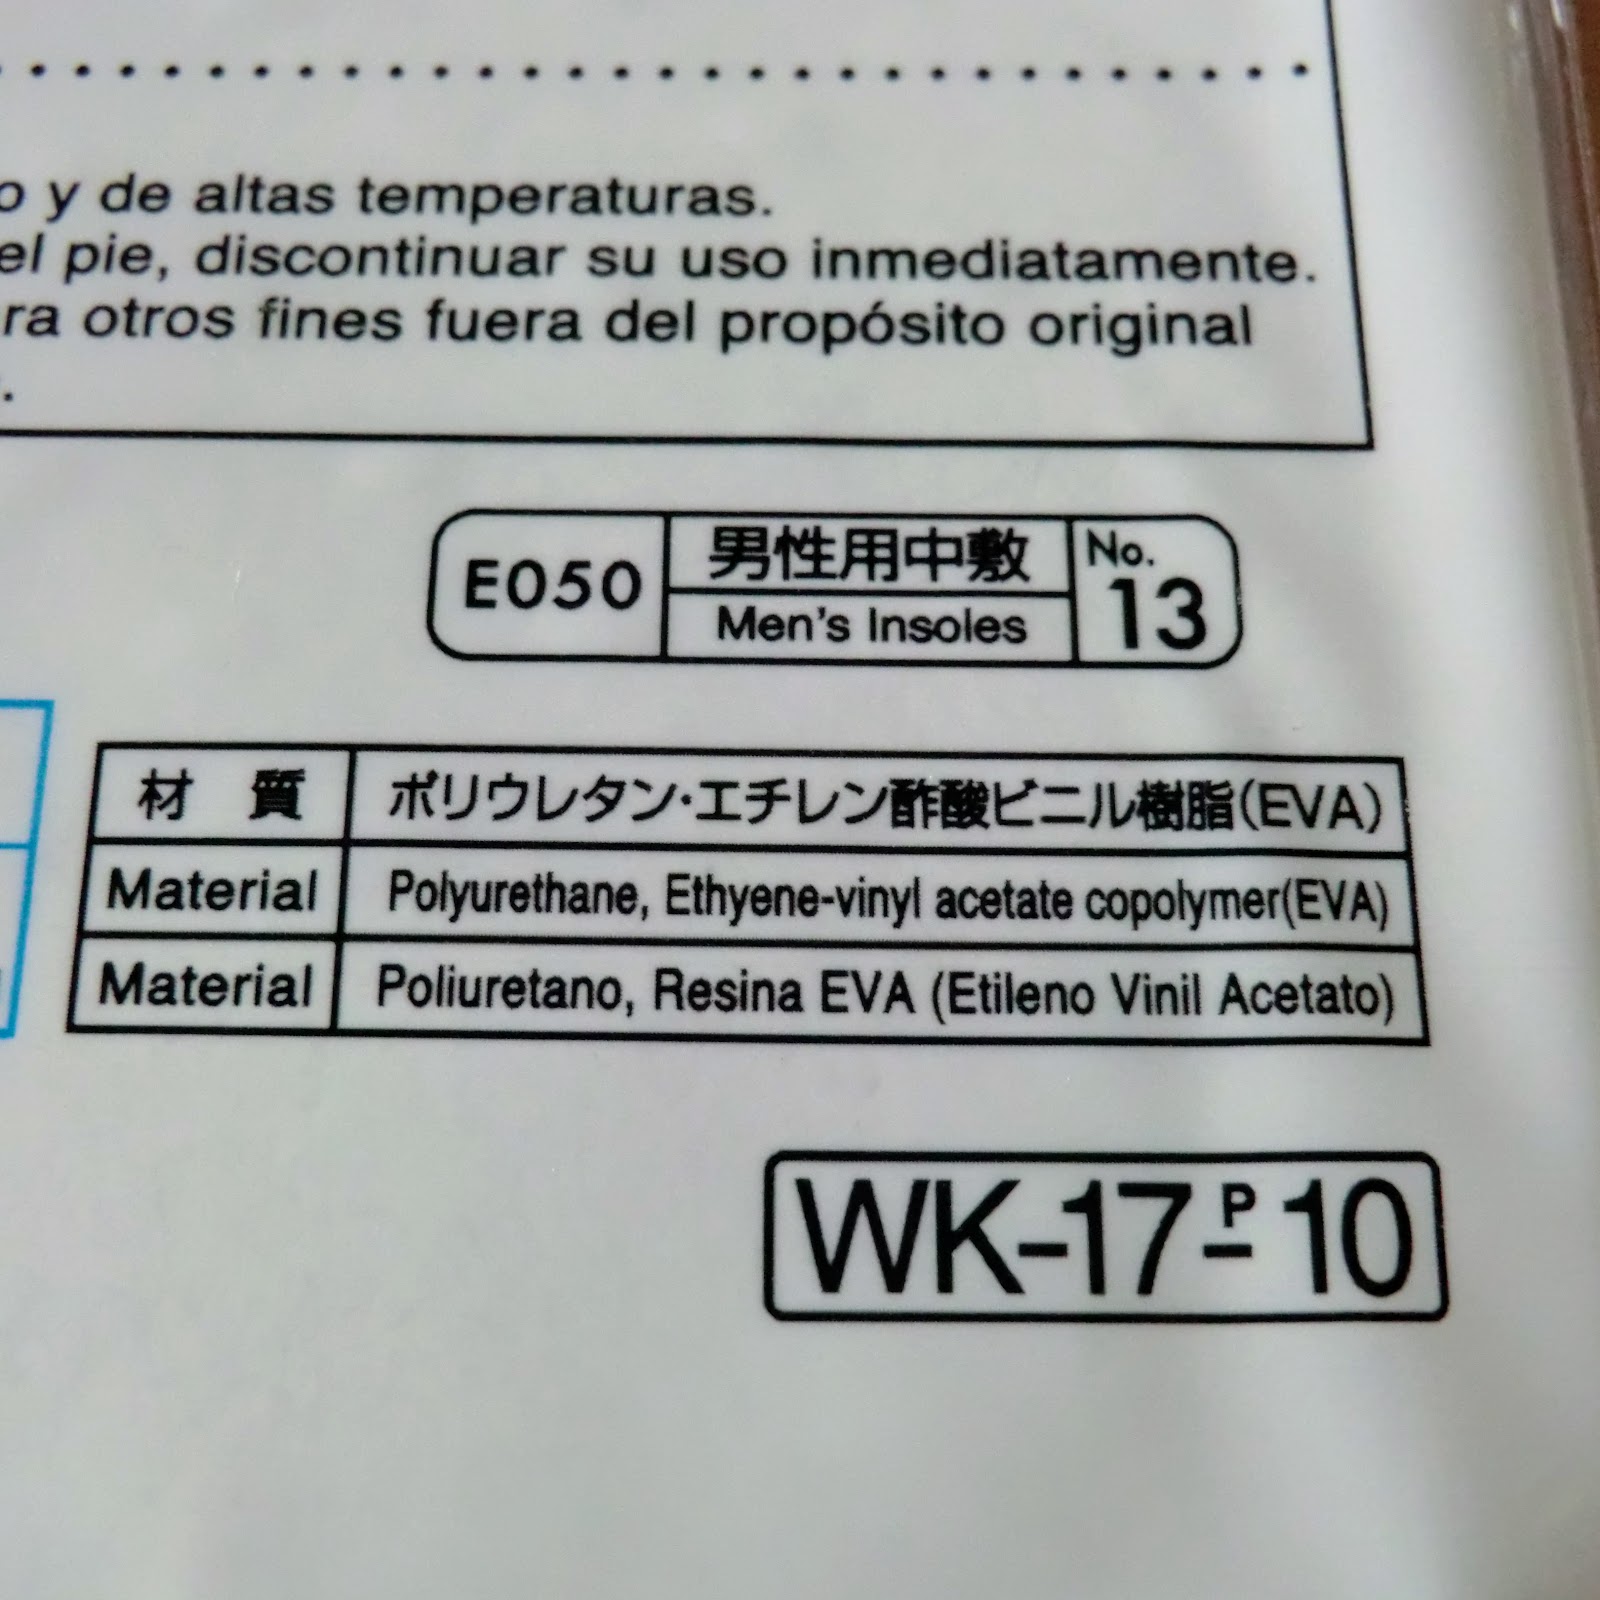 o y de altas temperaturas.
el pie, discontinuar su uso inmediatamente.
ra otros fines fuera del propósito original
.
E050 男性用中敷 No.
Men's Insoles 13
材 質 ポリウレタン・エチレン酢酸ビニル樹脂(EVA)
Material Polyurethane, Ethyene-vinyl acetate copolymer(EVA)
Material Poliuretano, Resina EVA (Etileno Vinil Acetato)
WK-17-P10